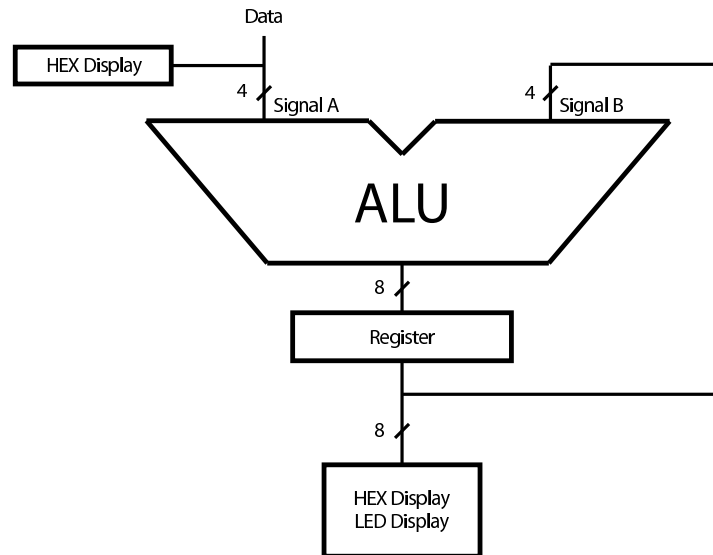 Data
HEX Display
4
Signal A
4
Signal B
ALU
8
Register
8
HEX Display
LED Display